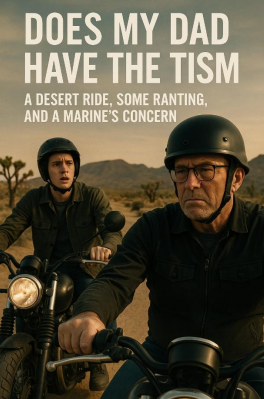 DOES MY DAD
HAVE THE TISM
A DESERT RIDE, SOME RANTING,
AND A MARINE'S CONCERN